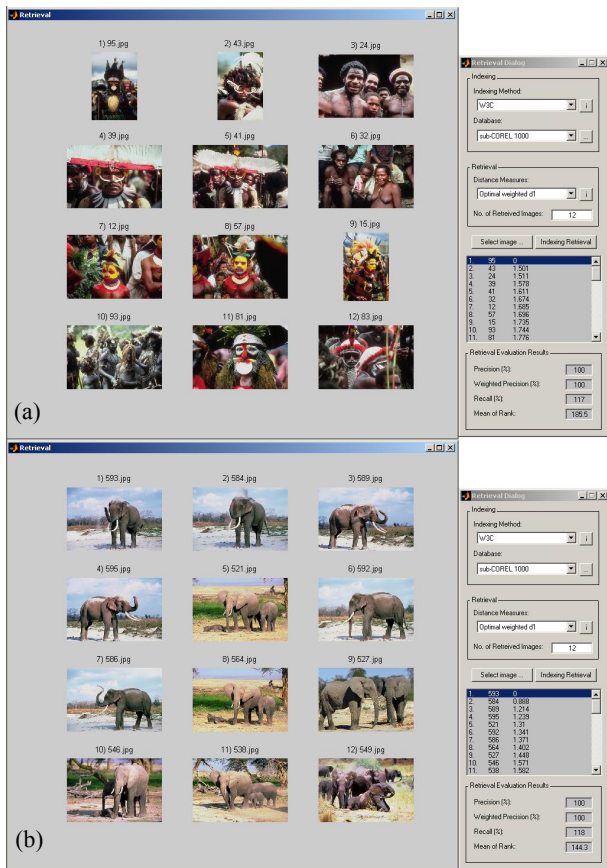 Retrieval
1) 95.jpg
2) 43.jpg
3) 24.jpg
4) 39.jpg
5) 41.jpg
6) 32.jpg
7) 12.jpg
8) 57.jpg
9) 15.jpg
10) 93.jpg
11) 81.jpg
12) 83.jpg
(a)
Retrieval Dialog
Indexing
Indexing Method:
W3C
i
Database:
sub-COREL 1000
...
Retrieval
Distance Measures:
Optimal weighted d1
i
No. of Retreived Images:
12
Select image ...
Indexing Retrieval
1. 95 0
2. 43 1.501
3. 24 1.511
4. 39 1.578
5. 41 1.611
6. 32 1.674
7. 12 1.685
8. 57 1.696
9. 15 1.735
10. 93 1.744
11. 81 1.776
Retrieval Evaluation Results
Precision (%):
100
Weighted Precision (%):
100
Recall (%):
117
Mean of Rank:
185.5
Retrieval
1) 593.jpg
2) 584.jpg
3) 589.jpg
4) 595.jpg
5) 521.jpg
6) 592.jpg
7) 586.jpg
8) 564.jpg
9) 527.jpg
10) 546.jpg
11) 538.jpg
12) 549.jpg
(b)
Retrieval Dialog
Indexing
Indexing Method:
W3C
i
Database:
sub-COREL 1000
...
Retrieval
Distance Measures:
Optimal weighted d1
i
No. of Retreived Images:
12
Select image ...
Indexing Retrieval
1. 593 0
2. 584 0.888
3. 589 1.214
4. 595 1.239
5. 521 1.31
6. 592 1.341
7. 586 1.371
8. 564 1.402
9. 527 1.448
10. 546 1.571
11. 538 1.582
Retrieval Evaluation Results
Precision (%):
100
Weighted Precision (%):
100
Recall (%):
118
Mean of Rank:
144.3